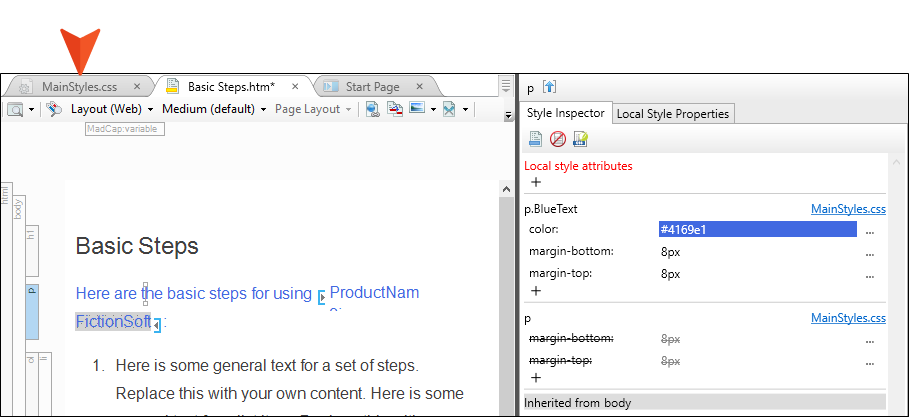 MainStyles.css × Basic Steps.htm* × Start Page ×
Layout (Web) Medium (default) Page Layout
MadCap:variable
html
body
h1
Basic Steps
p
Here are the basic steps for using ProductNam
FictionSoft :
ol
li
1. Here is some general text for a set of steps.
Replace this with your own content. Here is some
p
Style Inspector Local Style Properties
Local style attributes
+
p.BlueText MainStyles.css
color: #4169e1 ...
margin-bottom: 8px ...
margin-top: 8px ...
+
p MainStyles.css
margin-bottom: 8px ...
margin-top: 8px ...
+
Inherited from body